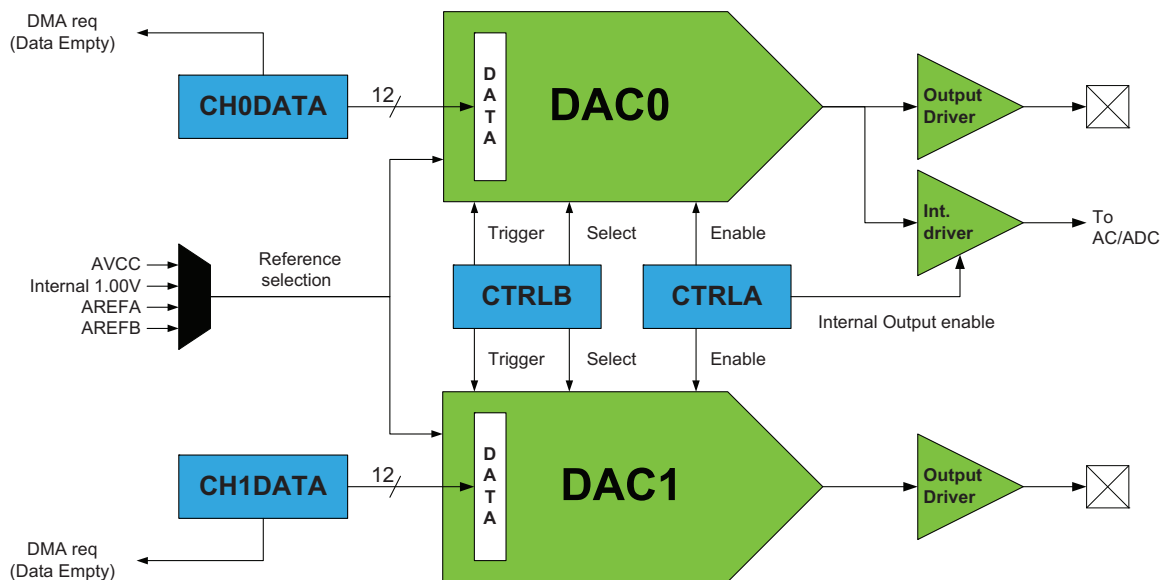 DMA req
(Data Empty)
CH0DATA
12
DATA
DAC0
Output
Driver
Int.
driver
To
AC/ADC
Trigger
Select
Enable
AVCC
Internal 1.00V
AREFA
AREFB
Reference
selection
CTRLB
CTRLA
Internal Output enable
Trigger
Select
Enable
CH1DATA
12
DATA
DAC1
Output
Driver
DMA req
(Data Empty)